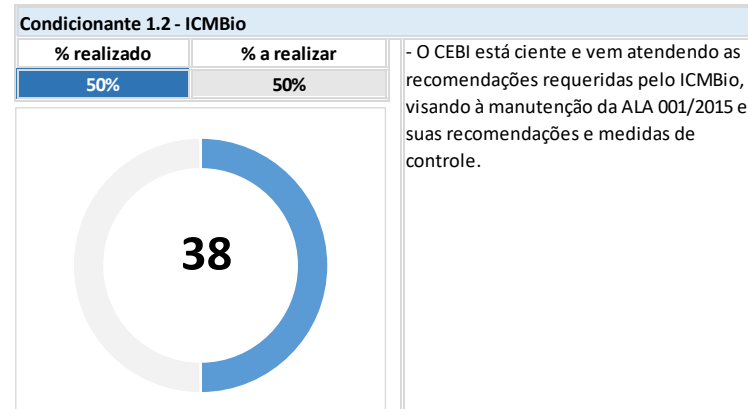 Condicionante 1.2 - ICMBio
% realizado % a realizar
50% 50%
- O CEBI está ciente e vem atendendo as
recomendações requeridas pelo ICMBio,
visando à manutenção da ALA 001/2015 e
suas recomendações e medidas de
controle.
38